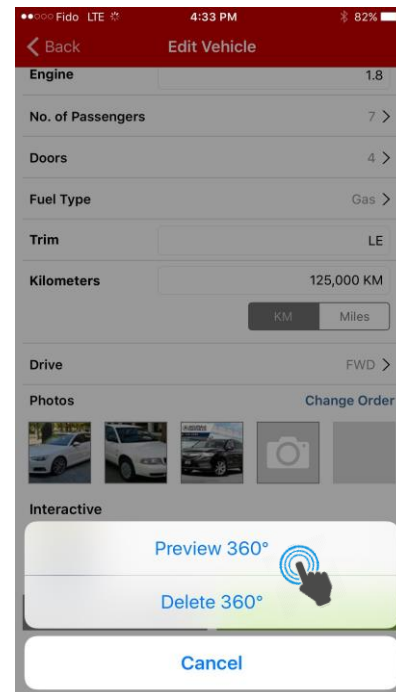 Fido LTE 4:33 PM 82%
Back Edit Vehicle
Engine 1.8
No. of Passengers 7
Doors 4
Fuel Type Gas
Trim LE
Kilometers 125,000 KM
KM Miles
Drive FWD
Photos Change Order
Interactive
Preview 360°
Delete 360°
Cancel